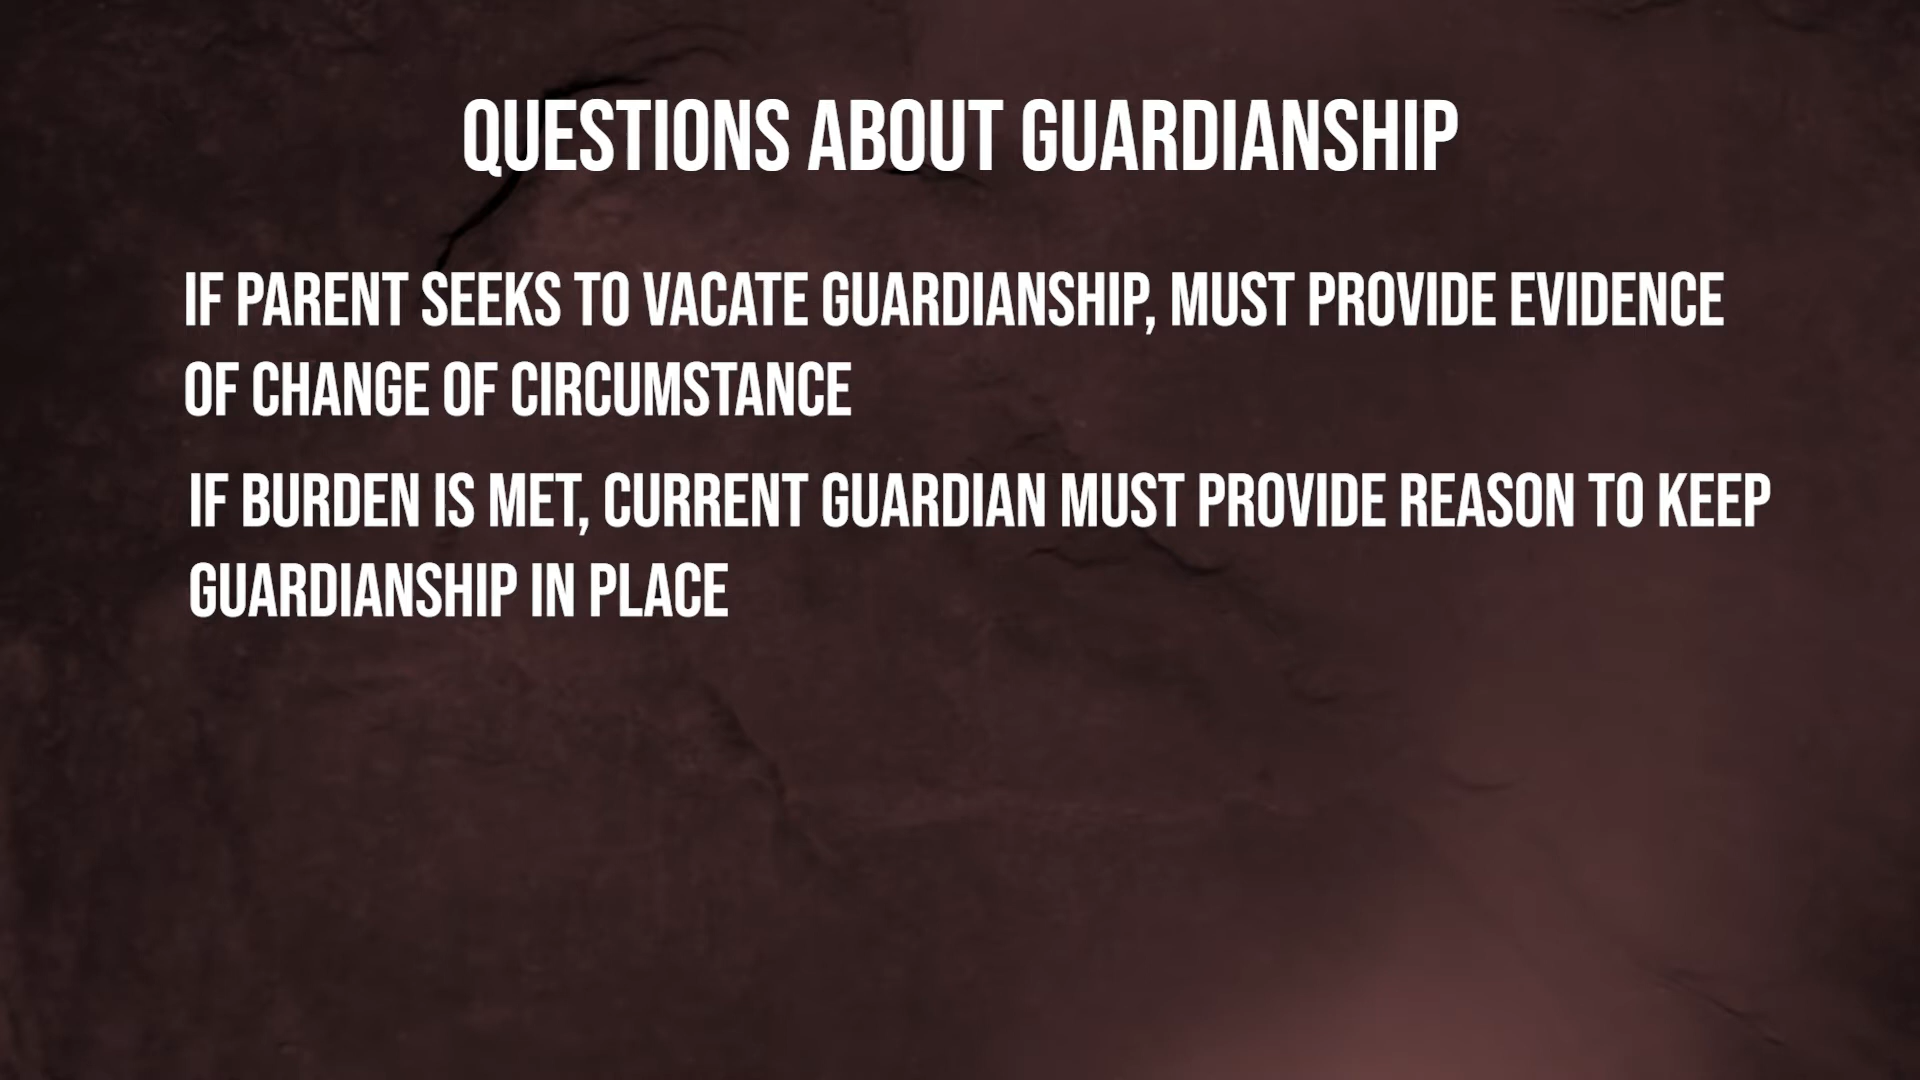 QUESTIONS ABOUT GUARDIANSHIP
IF PARENT SEEKS TO VACATE GUARDIANSHIP, MUST PROVIDE EVIDENCE
OF CHANGE OF CIRCUMSTANCE
IF BURDEN IS MET, CURRENT GUARDIAN MUST PROVIDE REASON TO KEEP
GUARDIANSHIP IN PLACE